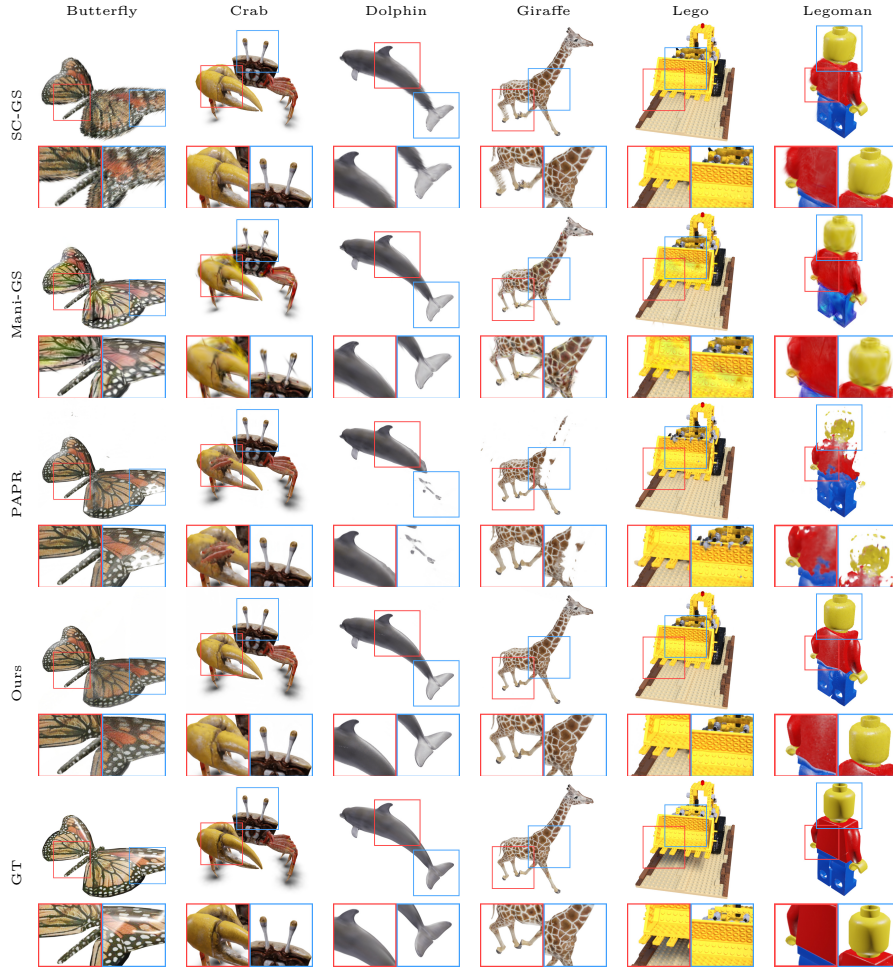 Butterfly Crab Dolphin Giraffe Lego Legoman
SC-GS
Mani-GS
PAPR
Ours
GT